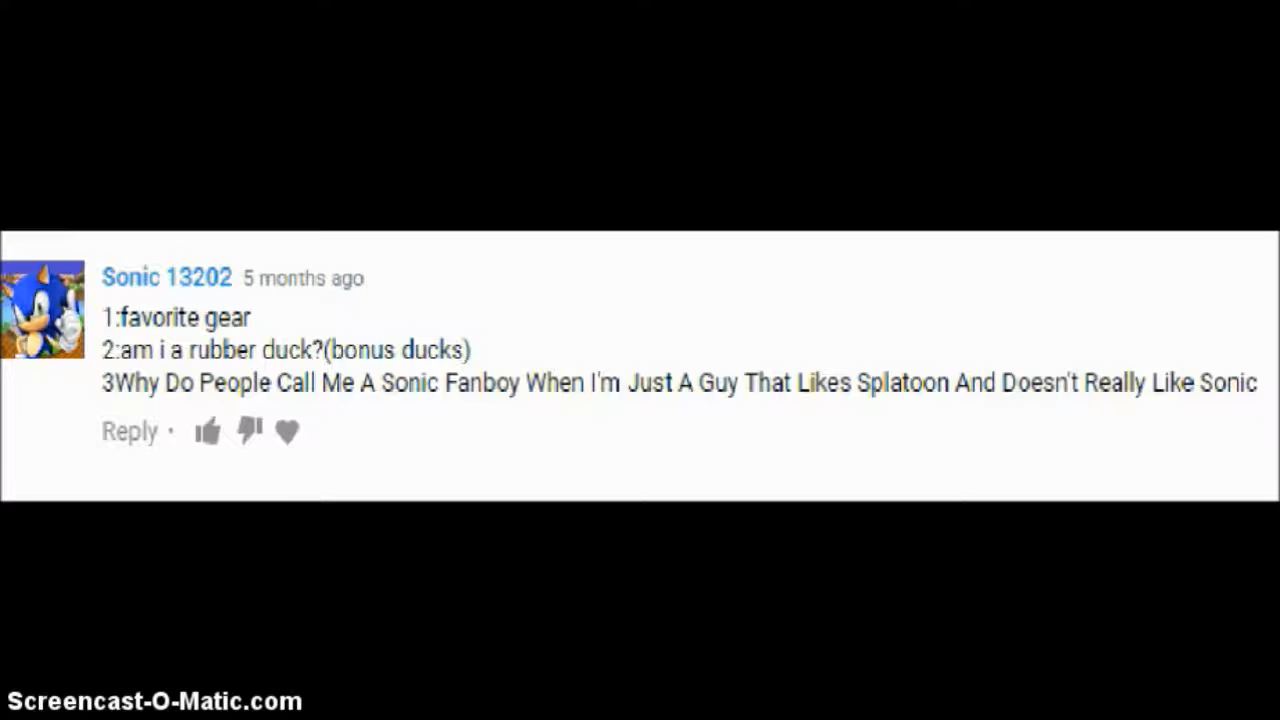 Sonic 13202 5 months ago
1:favorite gear
2:am i a rubber duck?(bonus ducks)
3Why Do People Call Me A Sonic Fanboy When I'm Just A Guy That Likes Splatoon And Doesn't Really Like Sonic
Reply ·
Screencast-O-Matic.com